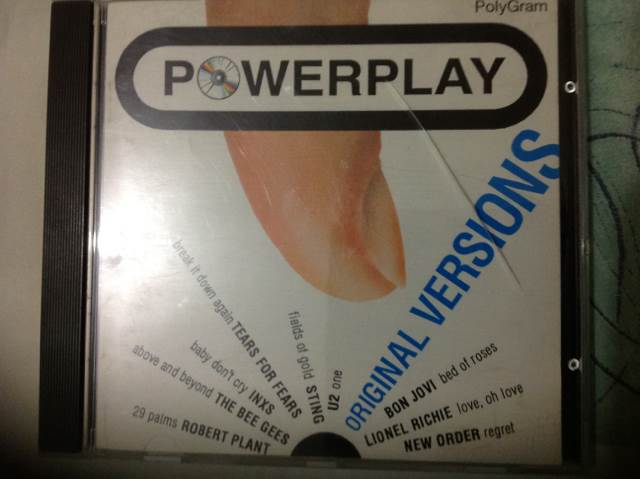 PolyGram
POWERPLAY
ORIGINAL VERSIONS
break it down again TEARS FOR FEARS
fields of gold STING
U2 one
baby don't cry INXS
above and beyond THE BEE GEES
29 palms ROBERT PLANT
BON JOVI bed of roses
LIONEL RICHIE love, oh love
NEW ORDER regret